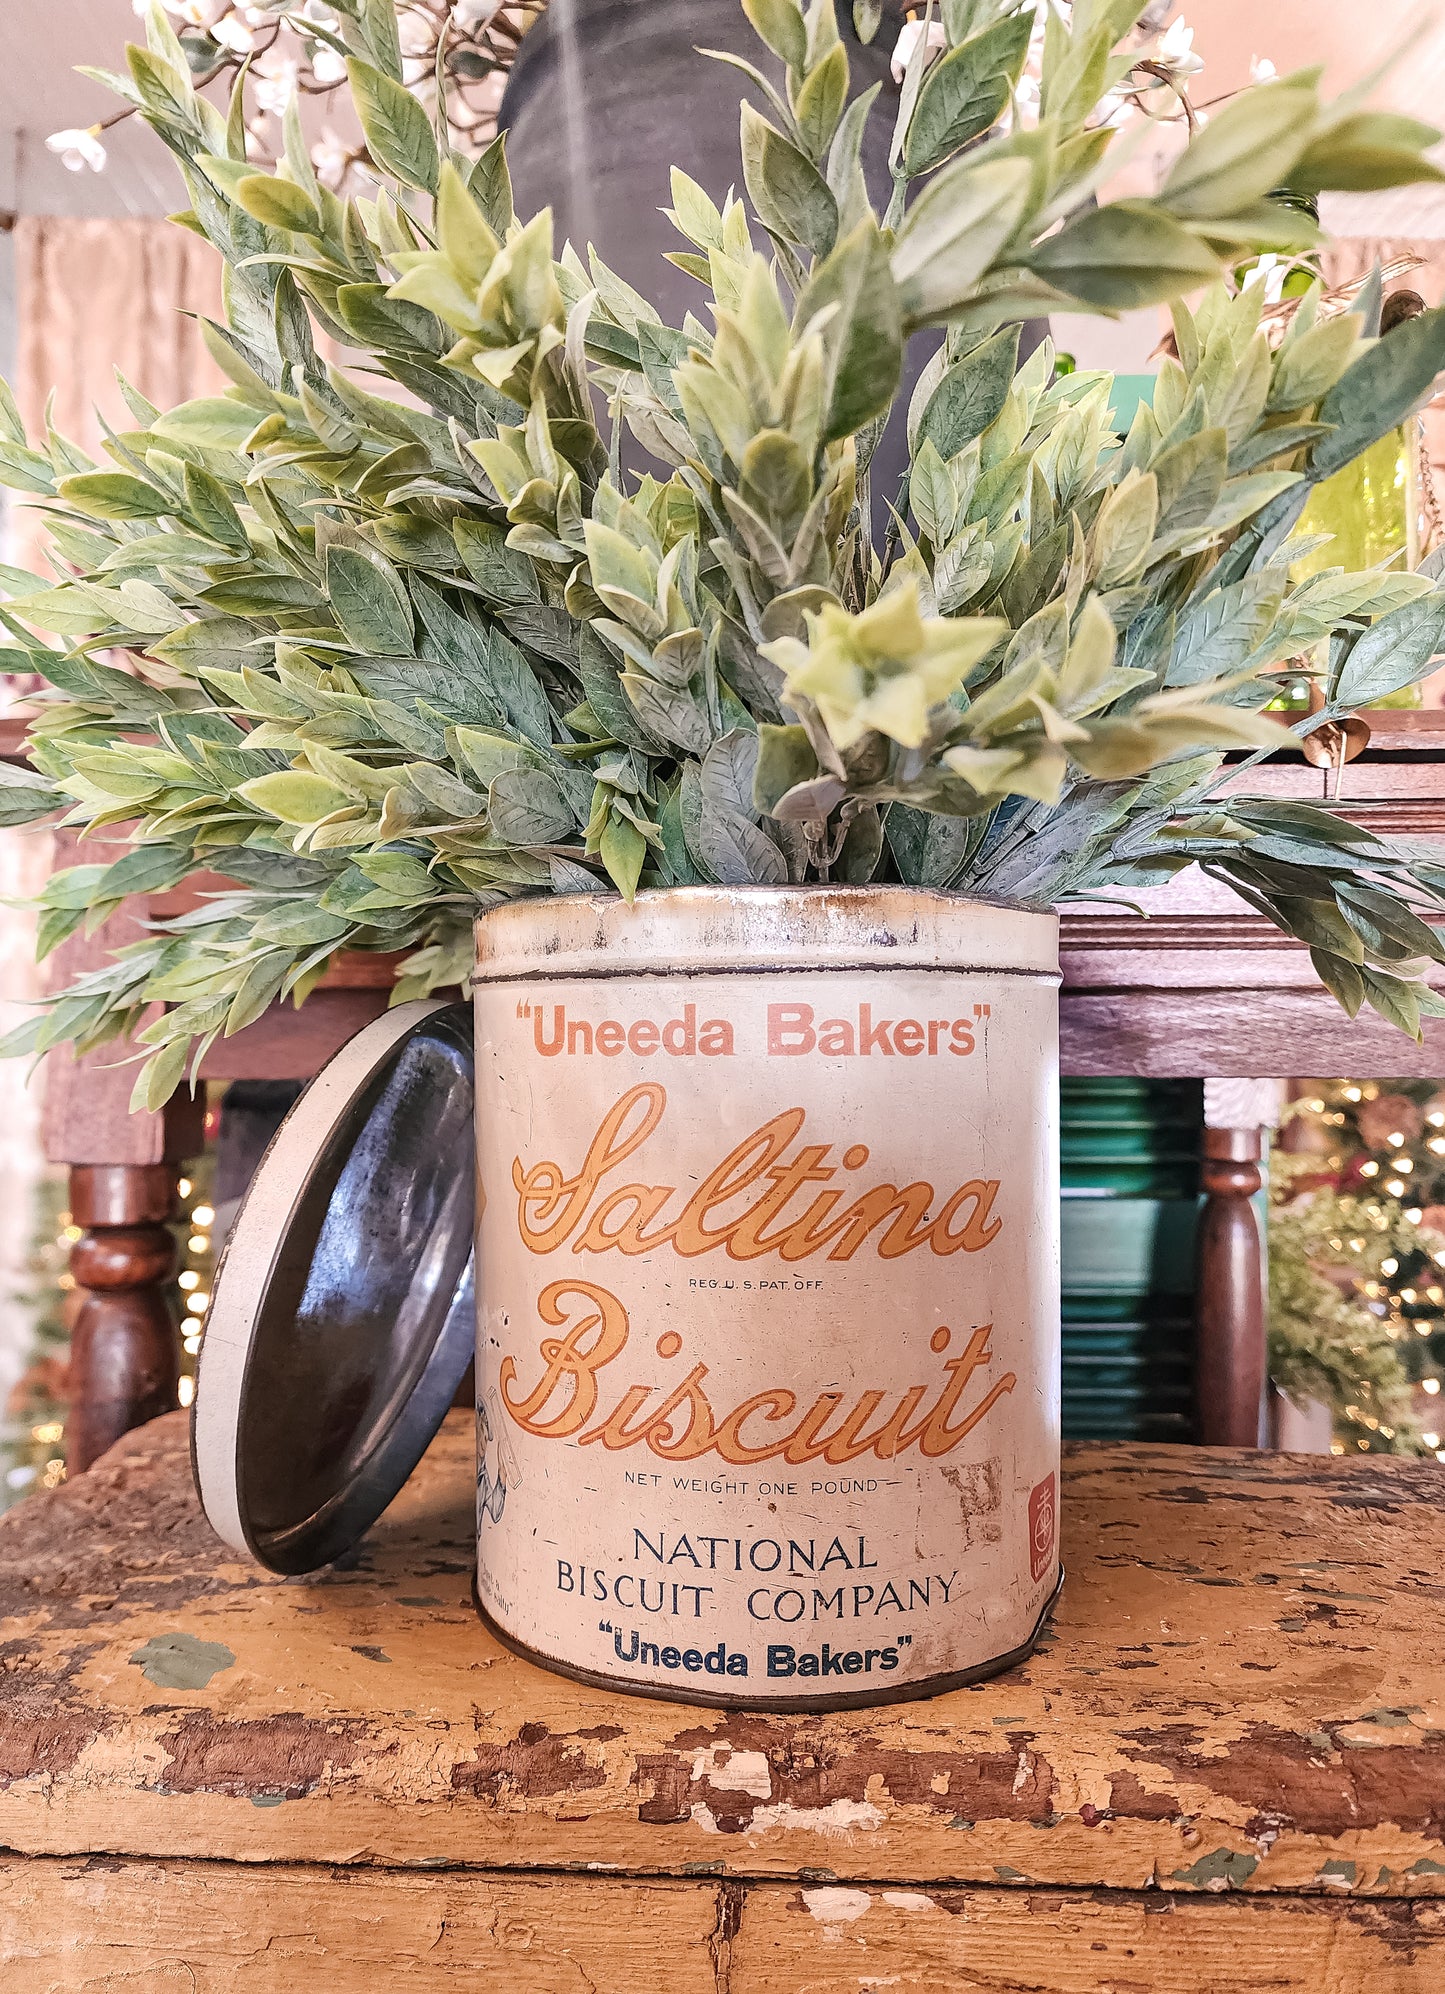 "Uneeda Bakers"
Saltina
REG. U. S. PAT. OFF.
Biscuit
NET WEIGHT ONE POUND
NATIONAL
BISCUIT COMPANY
"Uneeda Bakers"